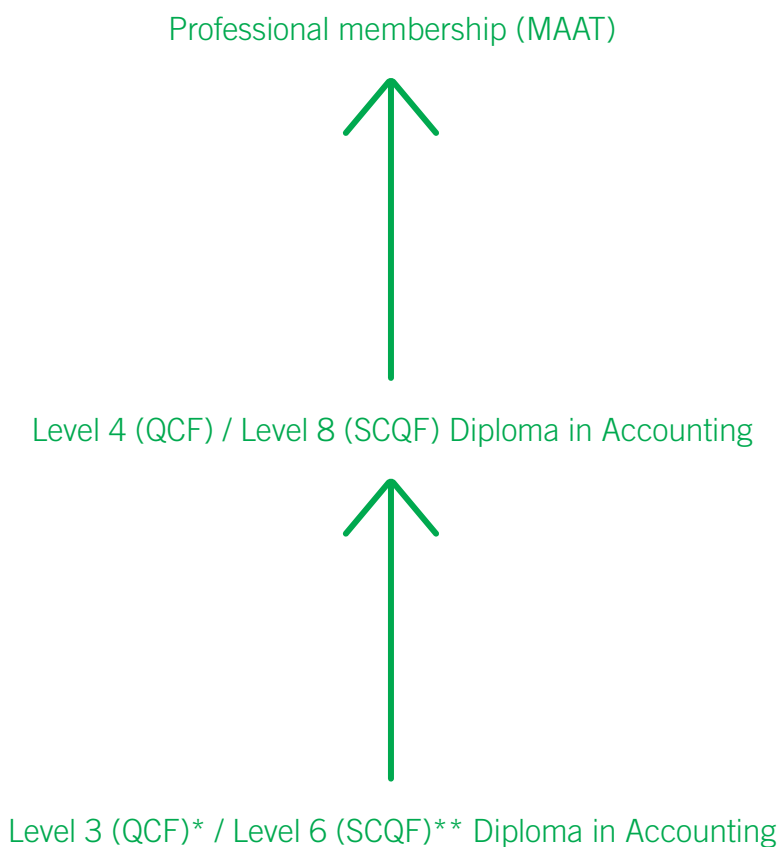 Professional membership (MAAT)
Level 4 (QCF) / Level 8 (SCQF) Diploma in Accounting
Level 3 (QCF)* / Level 6 (SCQF)** Diploma in Accounting